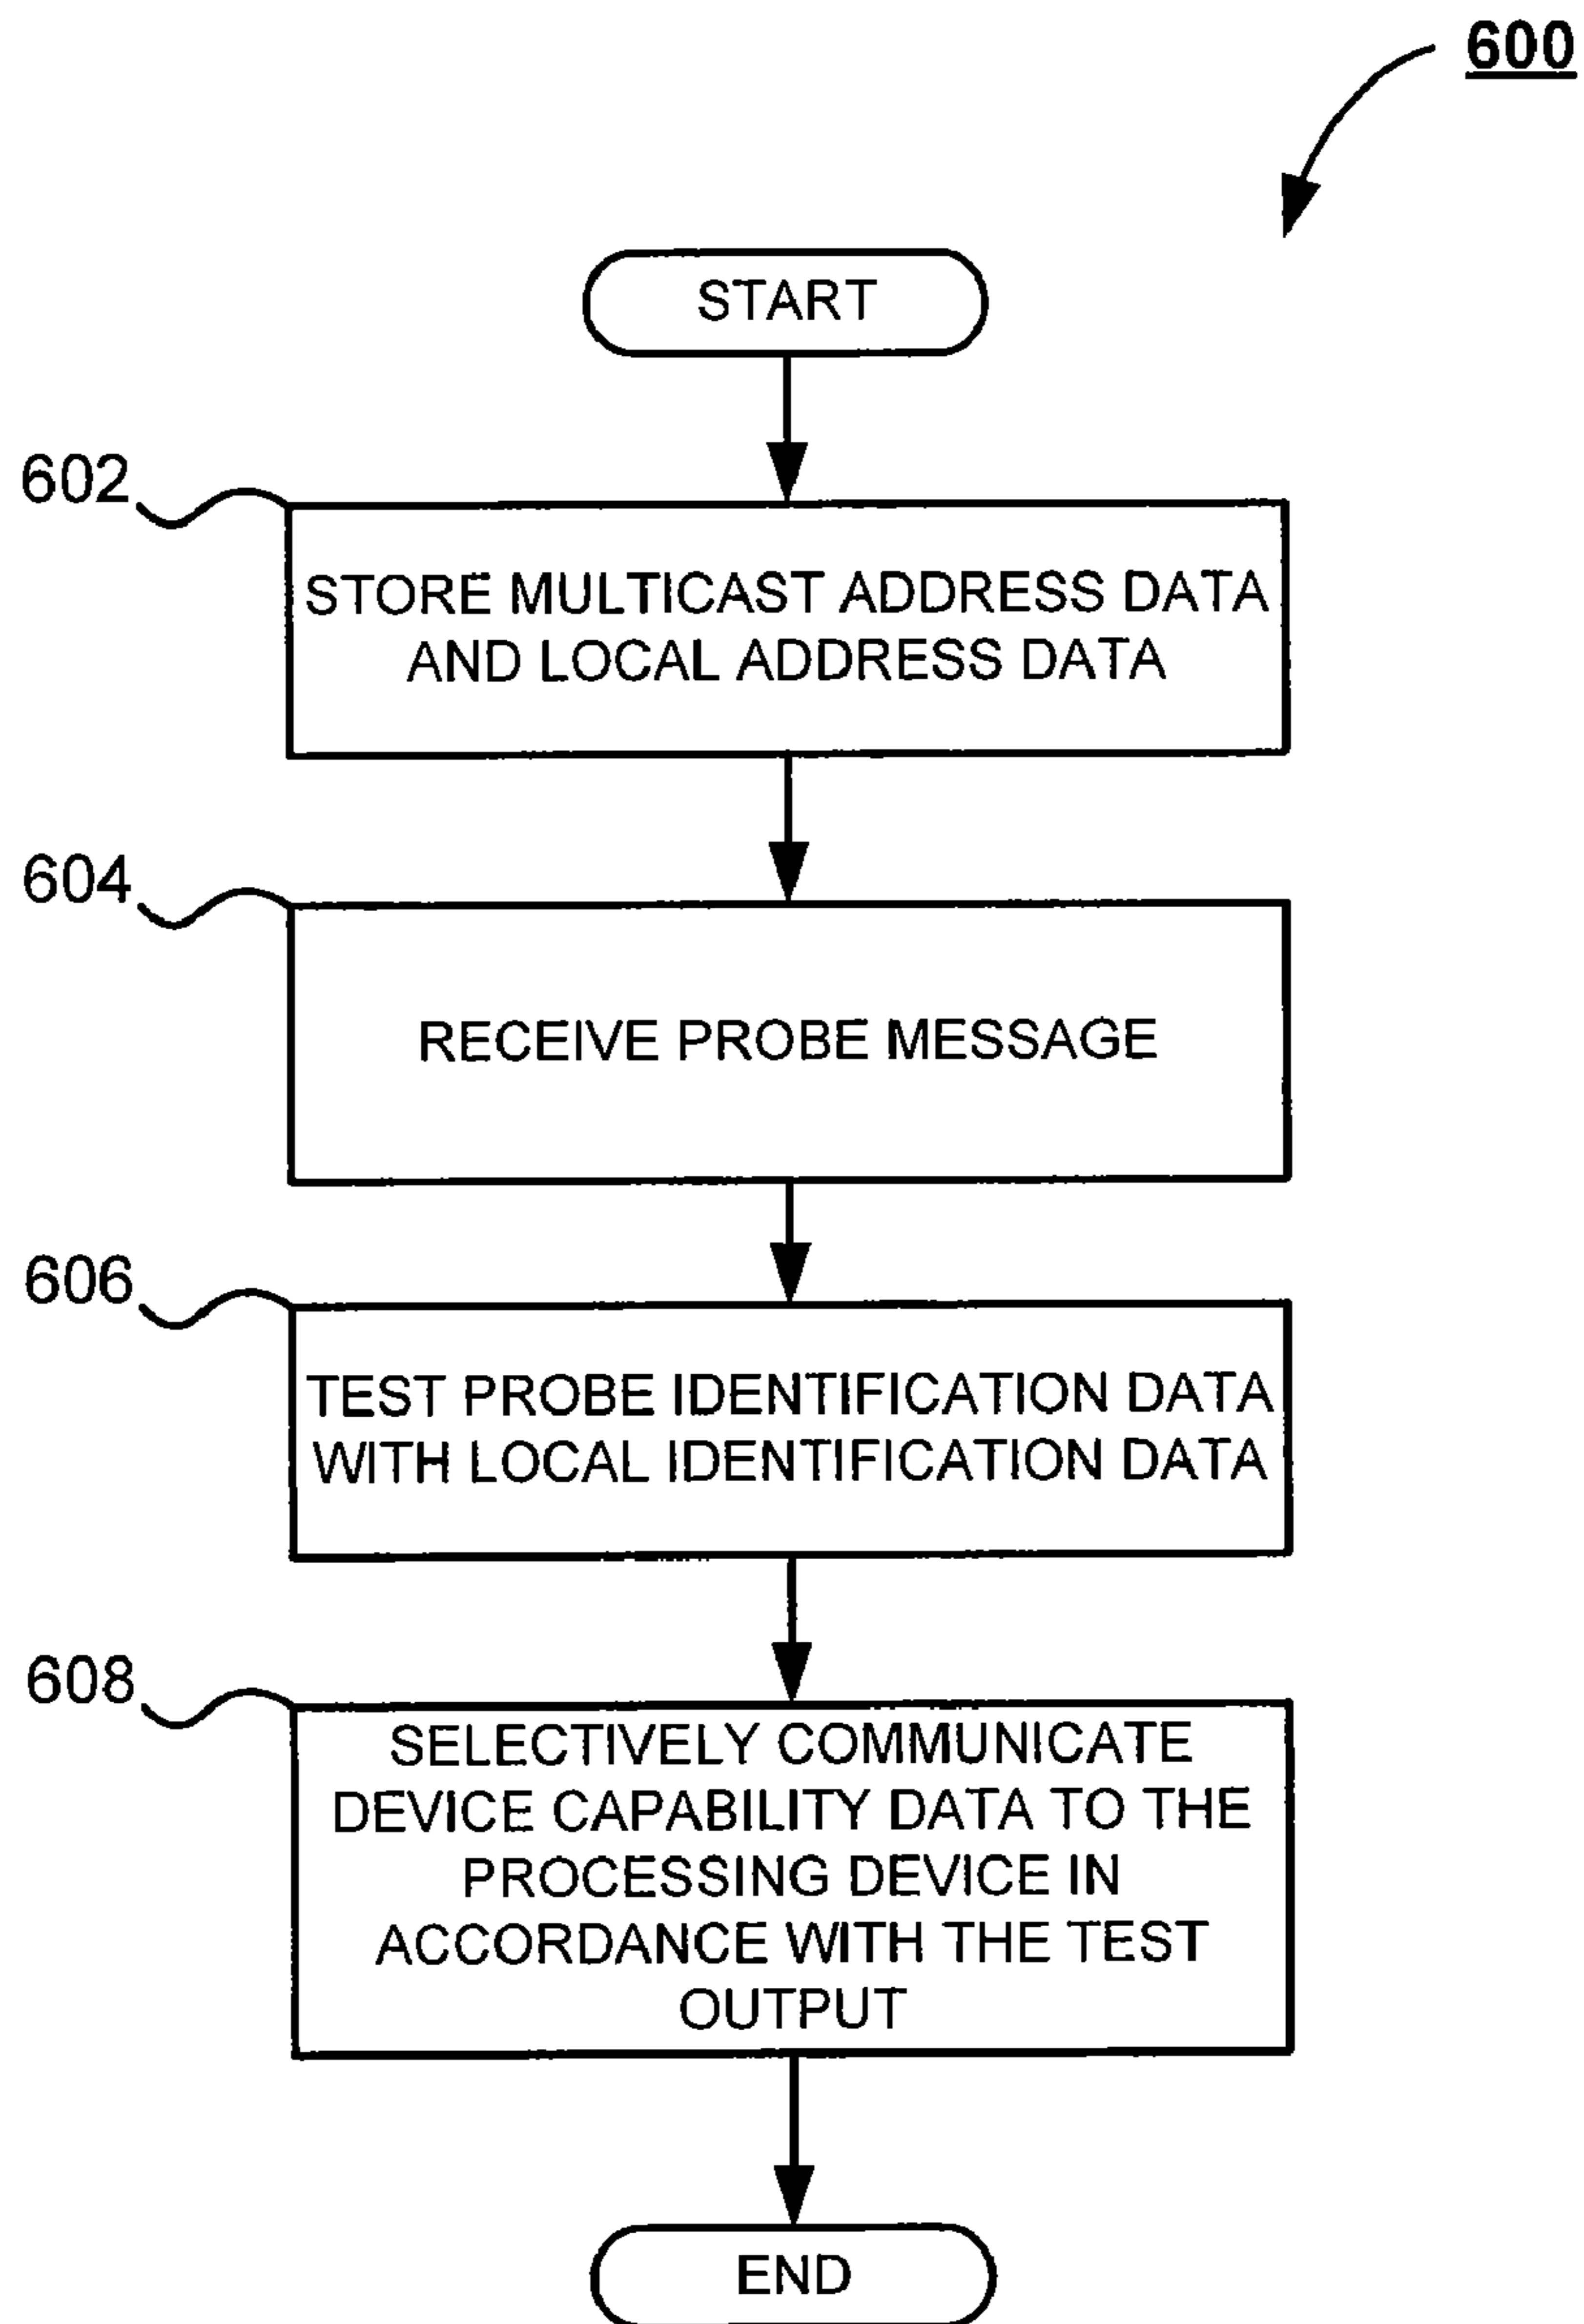 600
START
602
STORE MULTICAST ADDRESS DATA
AND LOCAL ADDRESS DATA
604
RECEIVE PROBE MESSAGE
606
TEST PROBE IDENTIFICATION DATA
WITH LOCAL IDENTIFICATION DATA
608
SELECTIVELY COMMUNICATE
DEVICE CAPABILITY DATA TO THE
PROCESSING DEVICE IN
ACCORDANCE WITH THE TEST
OUTPUT
END